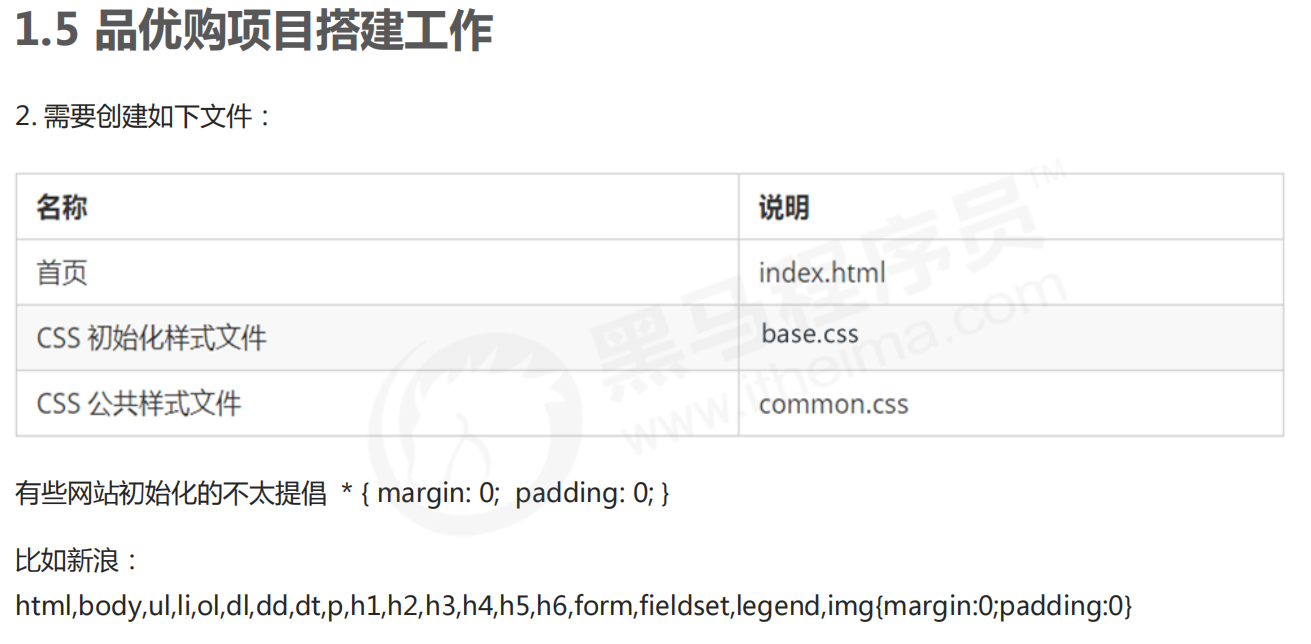 1.5 品优购项目搭建工作
2. 需要创建如下文件：
名称 说明
首页 index.html
CSS 初始化样式文件 base.css
CSS 公共样式文件 common.css
黑马程序员™
www.itheima.com
有些网站初始化的不太提倡 * { margin: 0; padding: 0; }
比如新浪：
html,body,ul,li,ol,dl,dd,dt,p,h1,h2,h3,h4,h5,h6,form,fieldset,legend,img{margin:0;padding:0}